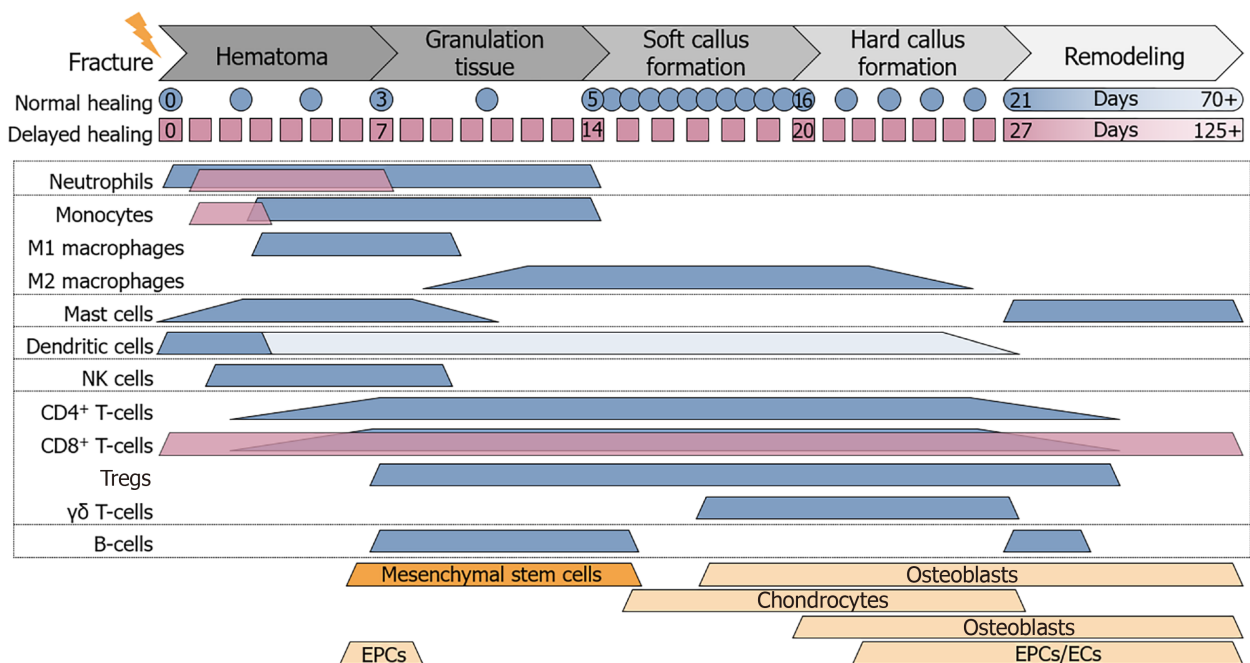 Fracture
Hematoma
Granulation
tissue
Soft callus
formation
Hard callus
formation
Remodeling
Normal healing 0 3 5 16 21 Days 70+
Delayed healing 0 7 14 20 27 Days 125+
Neutrophils
Monocytes
M1 macrophages
M2 macrophages
Mast cells
Dendritic cells
NK cells
CD4⁺ T-cells
CD8⁺ T-cells
Tregs
γδ T-cells
B-cells
Mesenchymal stem cells Osteoblasts
Chondrocytes
Osteoblasts
EPCs EPCs/ECs